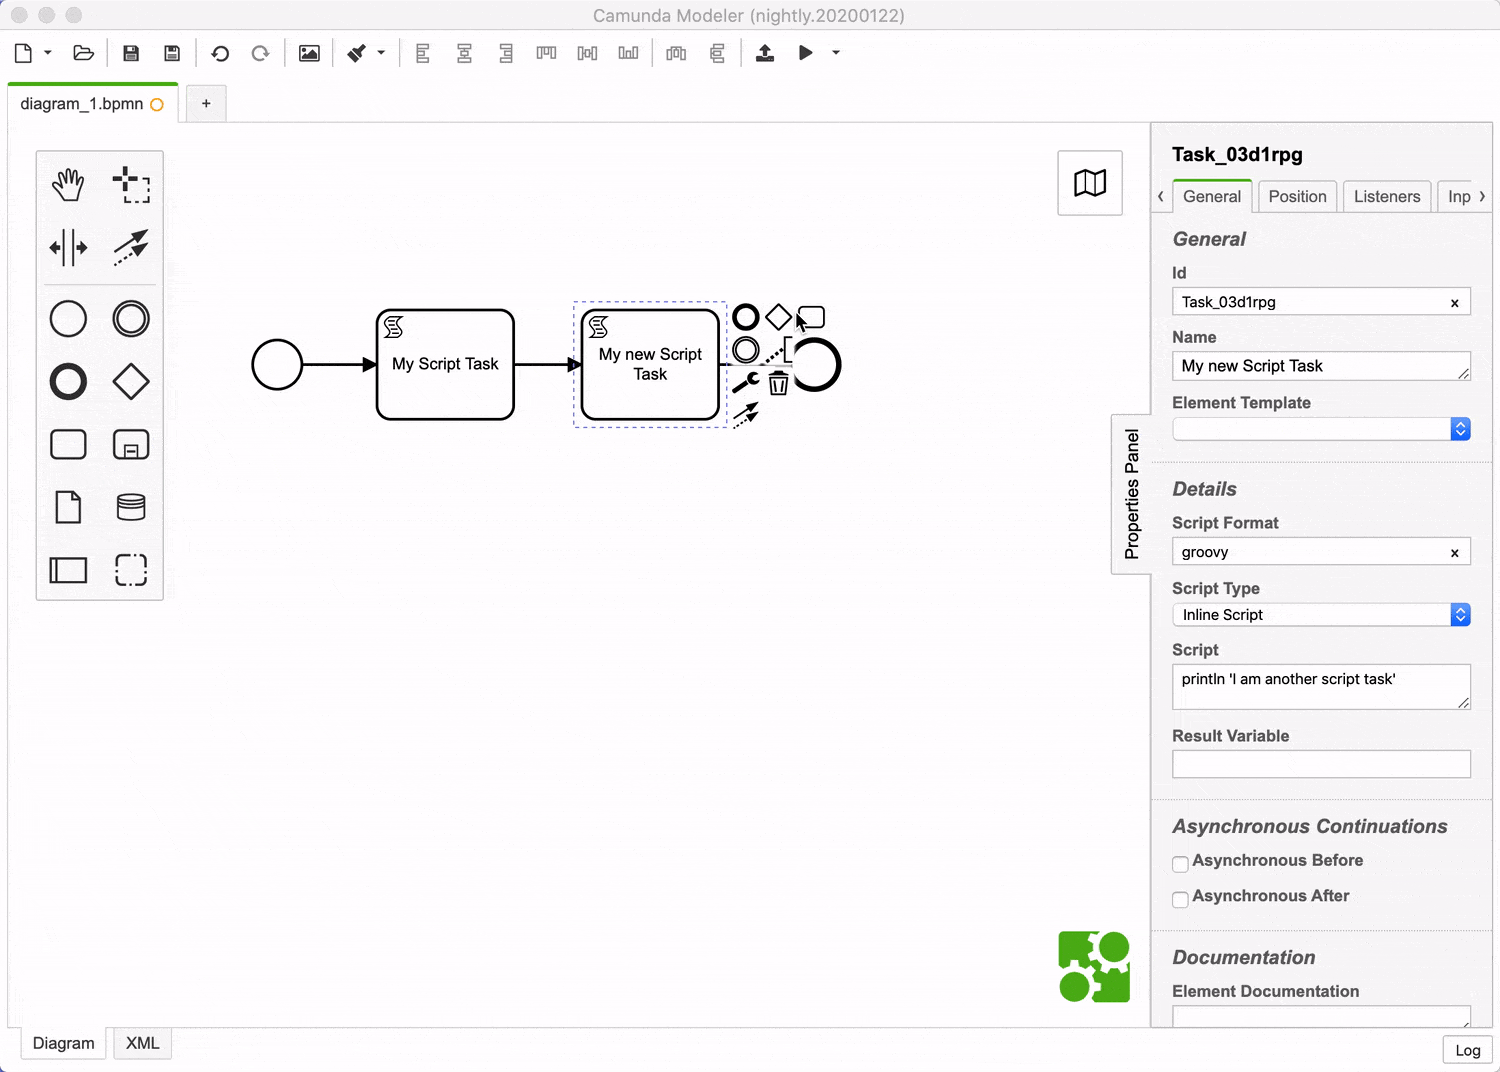 Camunda Modeler (nightly.20200122)
diagram_1.bpmn
+
Task_03d1rpg
General
Position
Listeners
Inp
General
Id
Task_03d1rpg
Name
My new Script Task
Element Template
Properties Panel
Details
Script Format
groovy
Script Type
Inline Script
Script
println 'I am another script task'
Result Variable
Asynchronous Continuations
Asynchronous Before
Asynchronous After
Documentation
Element Documentation
My Script Task
My new Script
Task
Diagram
XML
Log